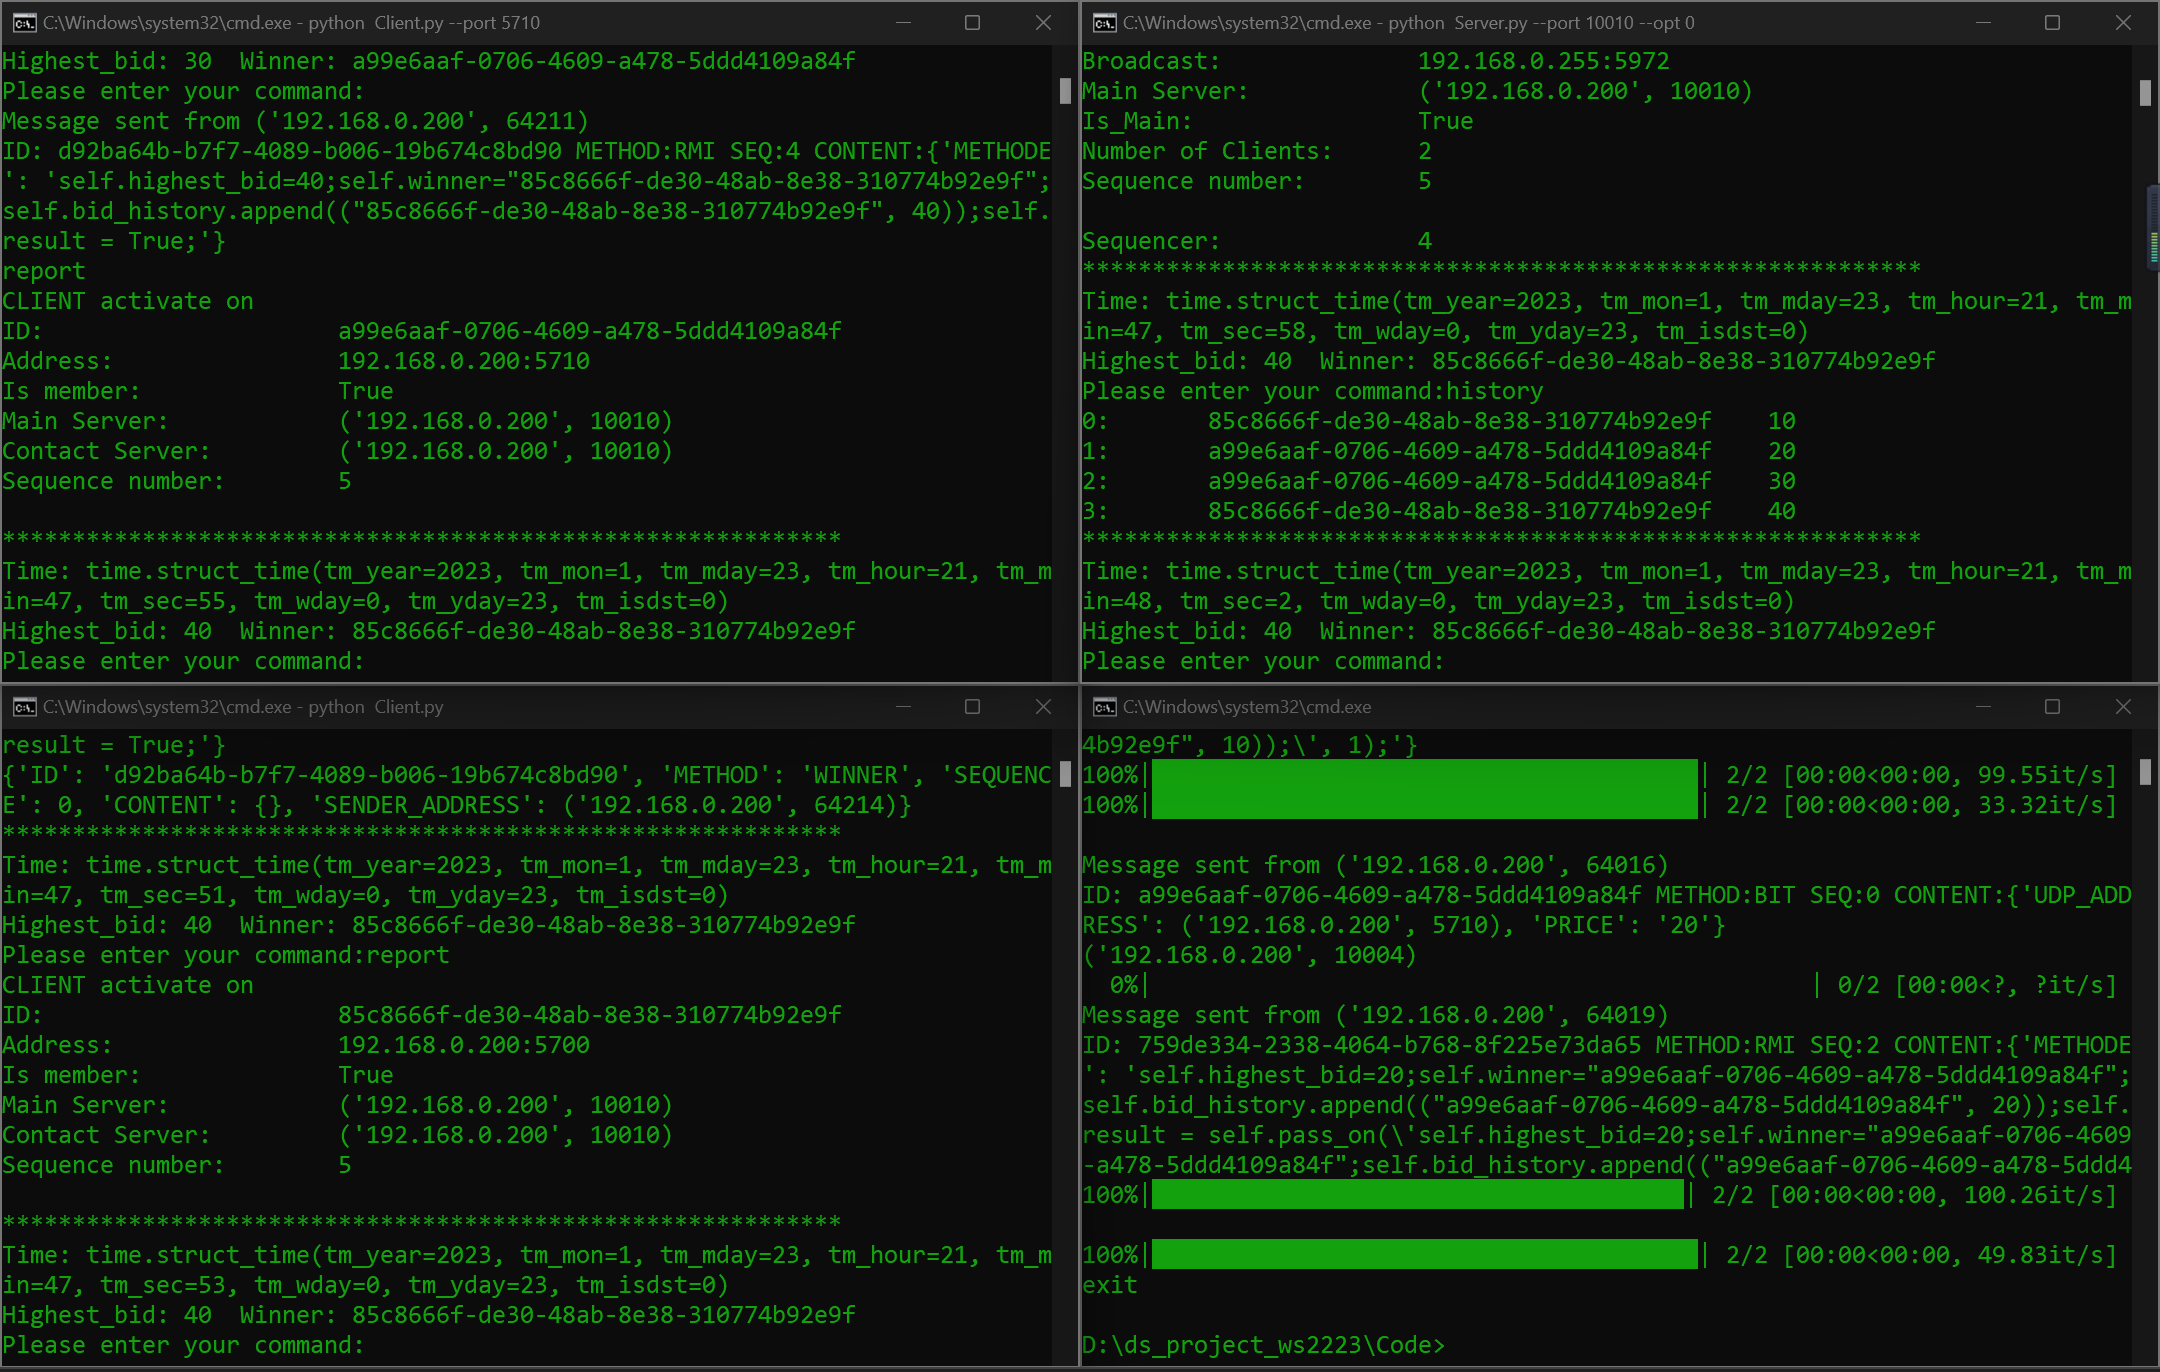 C:\Windows\system32\cmd.exe - python  Client.py --port 5710
Highest_bid: 30  Winner: a99e6aaf-0706-4609-a478-5ddd4109a84f
Please enter your command:
Message sent from ('192.168.0.200', 64211)
ID: d92ba64b-b7f7-4089-b006-19b674c8bd90 METHOD:RMI SEQ:4 CONTENT:{'METHODE
': 'self.highest_bid=40;self.winner="85c8666f-de30-48ab-8e38-310774b92e9f";
self.bid_history.append(("85c8666f-de30-48ab-8e38-310774b92e9f", 40));self.
result = True;'}
report
CLIENT activate on
ID:                     a99e6aaf-0706-4609-a478-5ddd4109a84f
Address:                192.168.0.200:5710
Is member:              True
Main Server:            ('192.168.0.200', 10010)
Contact Server:         ('192.168.0.200', 10010)
Sequence number:        5
************************************************************
Time: time.struct_time(tm_year=2023, tm_mon=1, tm_mday=23, tm_hour=21, tm_m
in=47, tm_sec=55, tm_wday=0, tm_yday=23, tm_isdst=0)
Highest_bid: 40  Winner: 85c8666f-de30-48ab-8e38-310774b92e9f
Please enter your command:
C:\Windows\system32\cmd.exe - python  Server.py --port 10010 --opt 0
Broadcast:              192.168.0.255:5972
Main Server:            ('192.168.0.200', 10010)
Is_Main:                True
Number of Clients:      2
Sequence number:        5
Sequencer:              4
************************************************************
Time: time.struct_time(tm_year=2023, tm_mon=1, tm_mday=23, tm_hour=21, tm_m
in=47, tm_sec=58, tm_wday=0, tm_yday=23, tm_isdst=0)
Highest_bid: 40  Winner: 85c8666f-de30-48ab-8e38-310774b92e9f
Please enter your command:history
0:       85c8666f-de30-48ab-8e38-310774b92e9f    10
1:       a99e6aaf-0706-4609-a478-5ddd4109a84f    20
2:       a99e6aaf-0706-4609-a478-5ddd4109a84f    30
3:       85c8666f-de30-48ab-8e38-310774b92e9f    40
************************************************************
Time: time.struct_time(tm_year=2023, tm_mon=1, tm_mday=23, tm_hour=21, tm_m
in=48, tm_sec=2, tm_wday=0, tm_yday=23, tm_isdst=0)
Highest_bid: 40  Winner: 85c8666f-de30-48ab-8e38-310774b92e9f
Please enter your command:
C:\Windows\system32\cmd.exe - python  Client.py
result = True;'}
{'ID': 'd92ba64b-b7f7-4089-b006-19b674c8bd90', 'METHOD': 'WINNER', 'SEQUENC
E': 0, 'CONTENT': {}, 'SENDER_ADDRESS': ('192.168.0.200', 64214)}
************************************************************
Time: time.struct_time(tm_year=2023, tm_mon=1, tm_mday=23, tm_hour=21, tm_m
in=47, tm_sec=51, tm_wday=0, tm_yday=23, tm_isdst=0)
Highest_bid: 40  Winner: 85c8666f-de30-48ab-8e38-310774b92e9f
Please enter your command:report
CLIENT activate on
ID:                     85c8666f-de30-48ab-8e38-310774b92e9f
Address:                192.168.0.200:5700
Is member:              True
Main Server:            ('192.168.0.200', 10010)
Contact Server:         ('192.168.0.200', 10010)
Sequence number:        5
************************************************************
Time: time.struct_time(tm_year=2023, tm_mon=1, tm_mday=23, tm_hour=21, tm_m
in=47, tm_sec=53, tm_wday=0, tm_yday=23, tm_isdst=0)
Highest_bid: 40  Winner: 85c8666f-de30-48ab-8e38-310774b92e9f
Please enter your command:
C:\Windows\system32\cmd.exe
4b92e9f", 10));\', 1);'}
100%| | 2/2 [00:00<00:00, 99.55it/s]
100%| | 2/2 [00:00<00:00, 33.32it/s]
Message sent from ('192.168.0.200', 64016)
ID: a99e6aaf-0706-4609-a478-5ddd4109a84f METHOD:BIT SEQ:0 CONTENT:{'UDP_ADD
RESS': ('192.168.0.200', 5710), 'PRICE': '20'}
('192.168.0.200', 10004)
  0%| | 0/2 [00:00<?, ?it/s]
Message sent from ('192.168.0.200', 64019)
ID: 759de334-2338-4064-b768-8f225e73da65 METHOD:RMI SEQ:2 CONTENT:{'METHODE
': 'self.highest_bid=20;self.winner="a99e6aaf-0706-4609-a478-5ddd4109a84f";
self.bid_history.append(("a99e6aaf-0706-4609-a478-5ddd4109a84f", 20));self.
result = self.pass_on(\'self.highest_bid=20;self.winner="a99e6aaf-0706-4609
-a478-5ddd4109a84f";self.bid_history.append(("a99e6aaf-0706-4609-a478-5ddd4
100%| | 2/2 [00:00<00:00, 100.26it/s]
100%| | 2/2 [00:00<00:00, 49.83it/s]
exit
D:\ds_project_ws2223\Code>